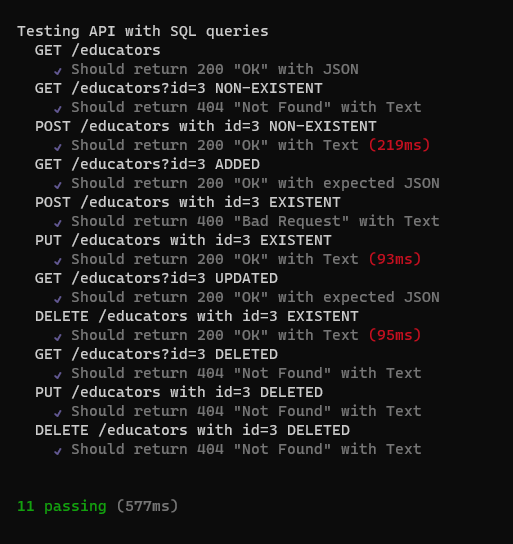 Testing API with SQL queries
GET /educators
✓ Should return 200 "OK" with JSON
GET /educators?id=3 NON-EXISTENT
✓ Should return 404 "Not Found" with Text
POST /educators with id=3 NON-EXISTENT
✓ Should return 200 "OK" with Text (219ms)
GET /educators?id=3 ADDED
✓ Should return 200 "OK" with expected JSON
POST /educators with id=3 EXISTENT
✓ Should return 400 "Bad Request" with Text
PUT /educators with id=3 EXISTENT
✓ Should return 200 "OK" with Text (93ms)
GET /educators?id=3 UPDATED
✓ Should return 200 "OK" with expected JSON
DELETE /educators with id=3 EXISTENT
✓ Should return 200 "OK" with Text (95ms)
GET /educators?id=3 DELETED
✓ Should return 404 "Not Found" with Text
PUT /educators with id=3 DELETED
✓ Should return 404 "Not Found" with Text
DELETE /educators with id=3 DELETED
✓ Should return 404 "Not Found" with Text
11 passing (577ms)